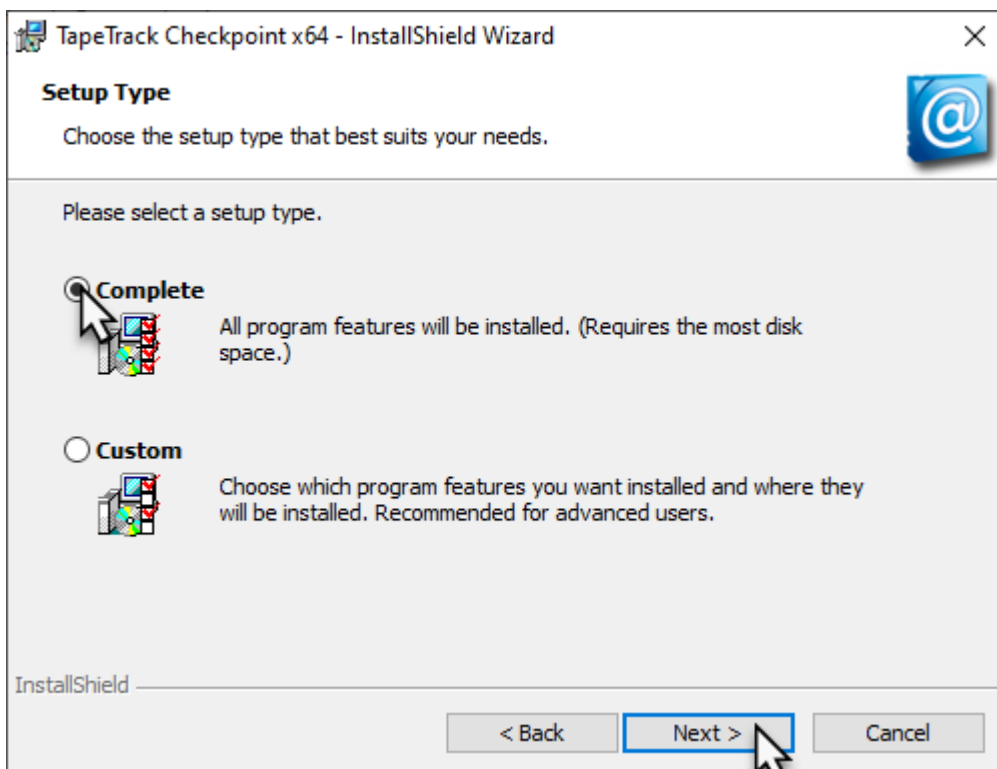 TapeTrack Checkpoint x64 - InstallShield Wizard
Setup Type
Choose the setup type that best suits your needs.
Please select a setup type.
Complete
All program features will be installed. (Requires the most disk
space.)
Custom
Choose which program features you want installed and where they
will be installed. Recommended for advanced users.
InstallShield
< Back
Next >
Cancel